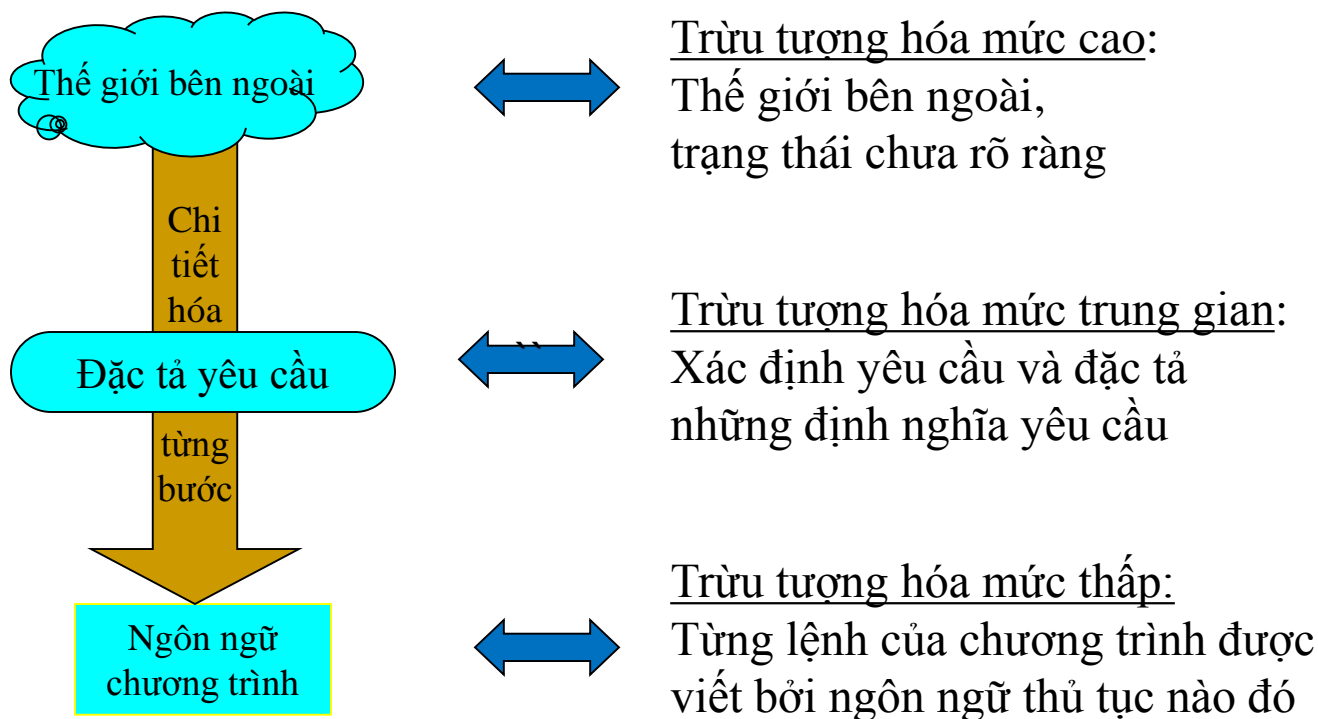 Thế giới bên ngoài
Trừu tượng hóa mức cao:
Thế giới bên ngoài,
trạng thái chưa rõ ràng
Chi
tiết
hóa
Đặc tả yêu cầu
từng
bước
Trừu tượng hóa mức trung gian:
Xác định yêu cầu và đặc tả
những định nghĩa yêu cầu
Ngôn ngữ
chương trình
Trừu tượng hóa mức thấp:
Từng lệnh của chương trình được
viết bởi ngôn ngữ thủ tục nào đó